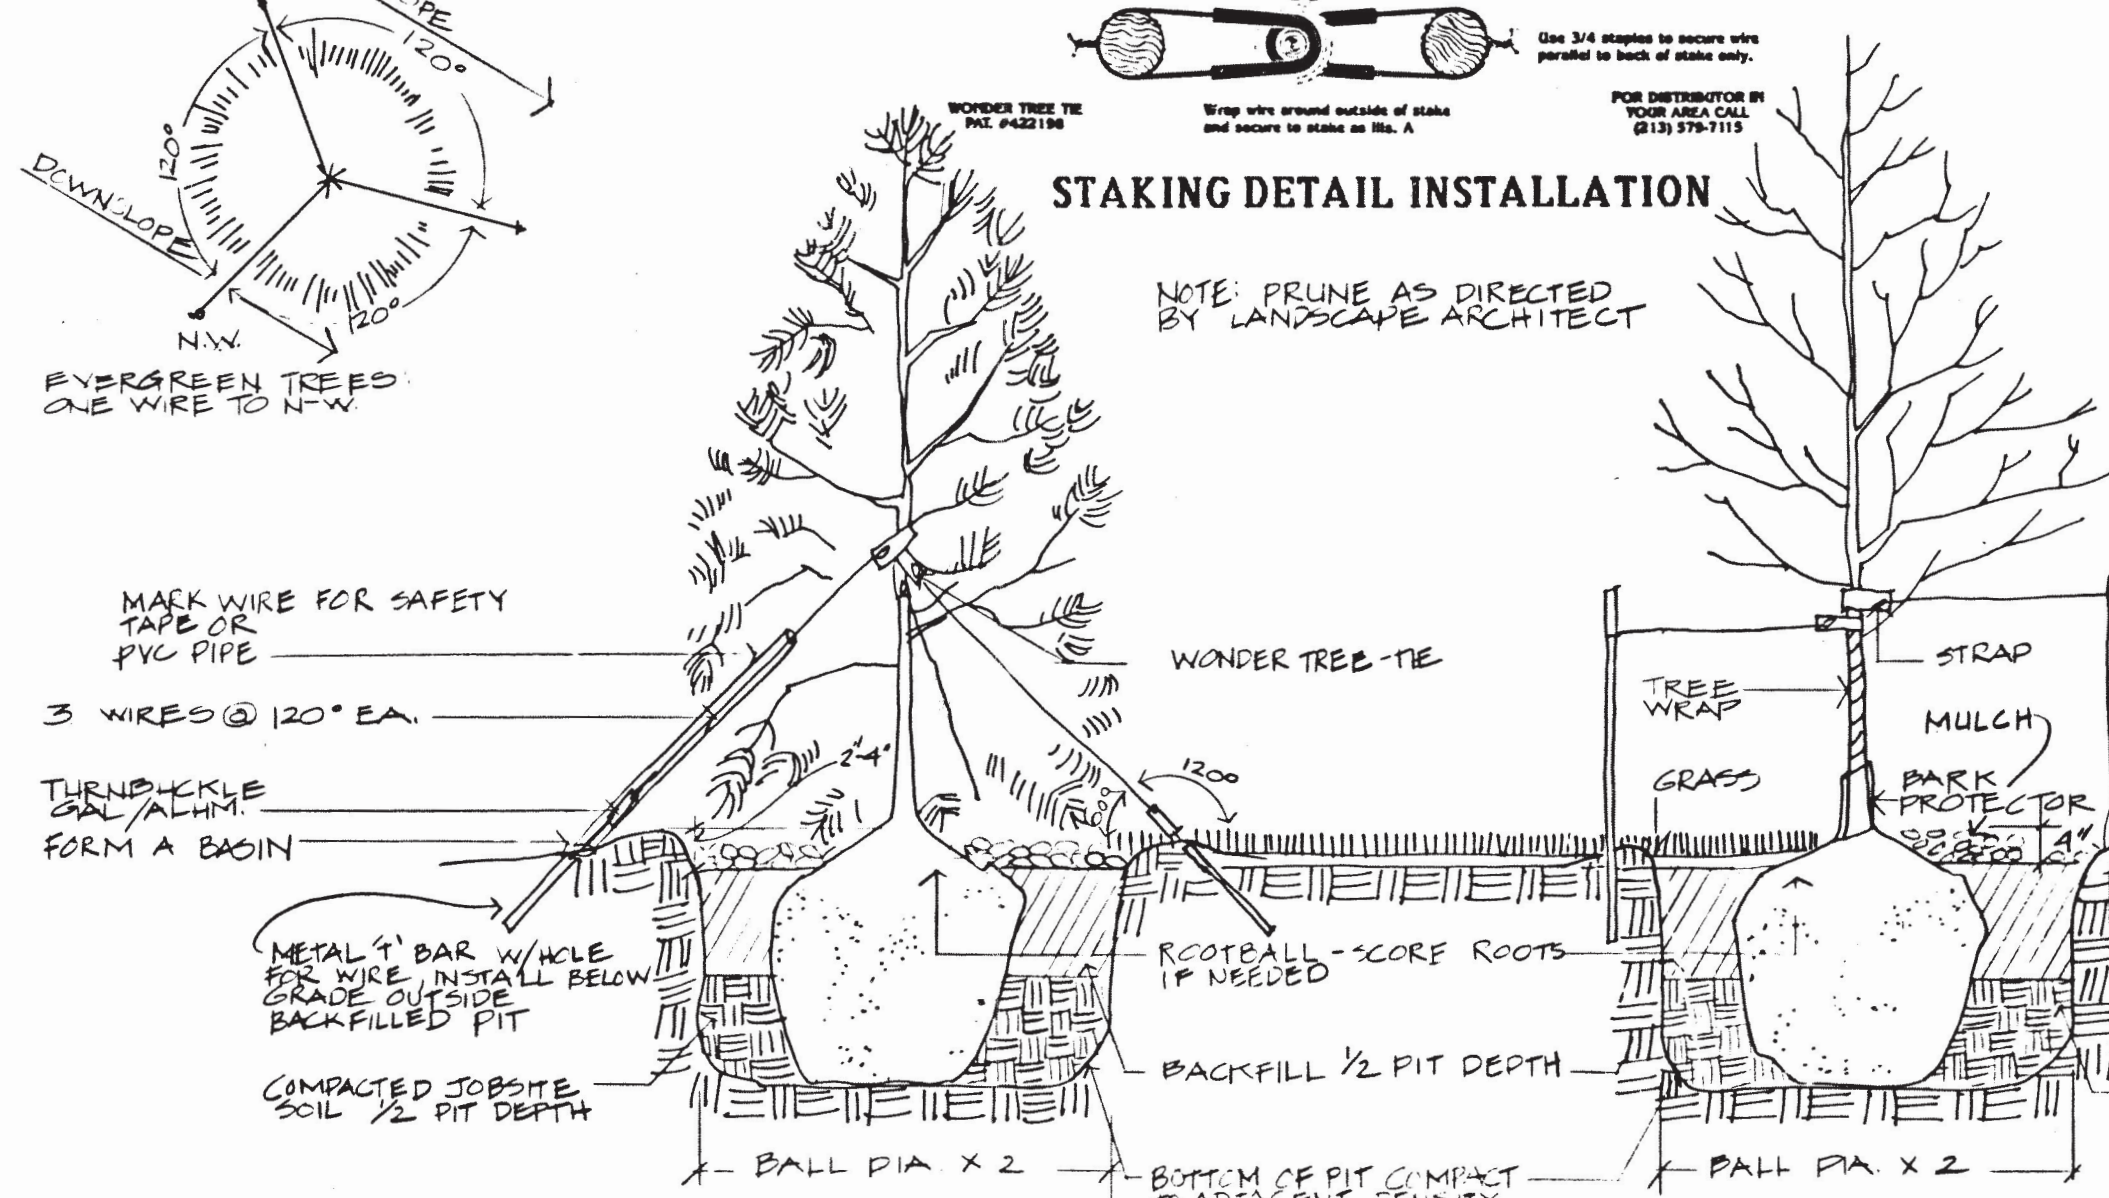 120°
Use 3/4 staples to secure wire
parallel to back of stake only.
WONDER TREE TIE
PAT. #422198
Wrap wire around outside of stake
and secure to stake as Ills. A
FOR DISTRIBUTOR IN
YOUR AREA CALL
(213) 579-7115
STAKING DETAIL INSTALLATION
120°
DOWNSLOPE
120°
N.W.
EVERGREEN TREES:
ONE WIRE TO N-W.
NOTE: PRUNE AS DIRECTED
BY LANDSCAPE ARCHITECT
MARK WIRE FOR SAFETY
TAPE OR
PVC PIPE
3 WIRES @ 120° EA.
TURNBUCKLE
GAL/ALUM.
FORM A BASIN
METAL 'T' BAR W/HOLE
FOR WIRE, INSTALL BELOW
GRADE OUTSIDE
BACKFILLED PIT
COMPACTED JOBSITE
SOIL 1/2 PIT DEPTH
2"-4"
60°
120°
WONDER TREE-TIE
STRAP
TREE
WRAP
MULCH
GRASS
BARK
PROTECTOR
4"
ROOTBALL - SCORE ROOTS
IF NEEDED
BACKFILL 1/2 PIT DEPTH
BALL DIA. X 2
BOTTOM OF PIT COMPACT
BALL DIA. X 2